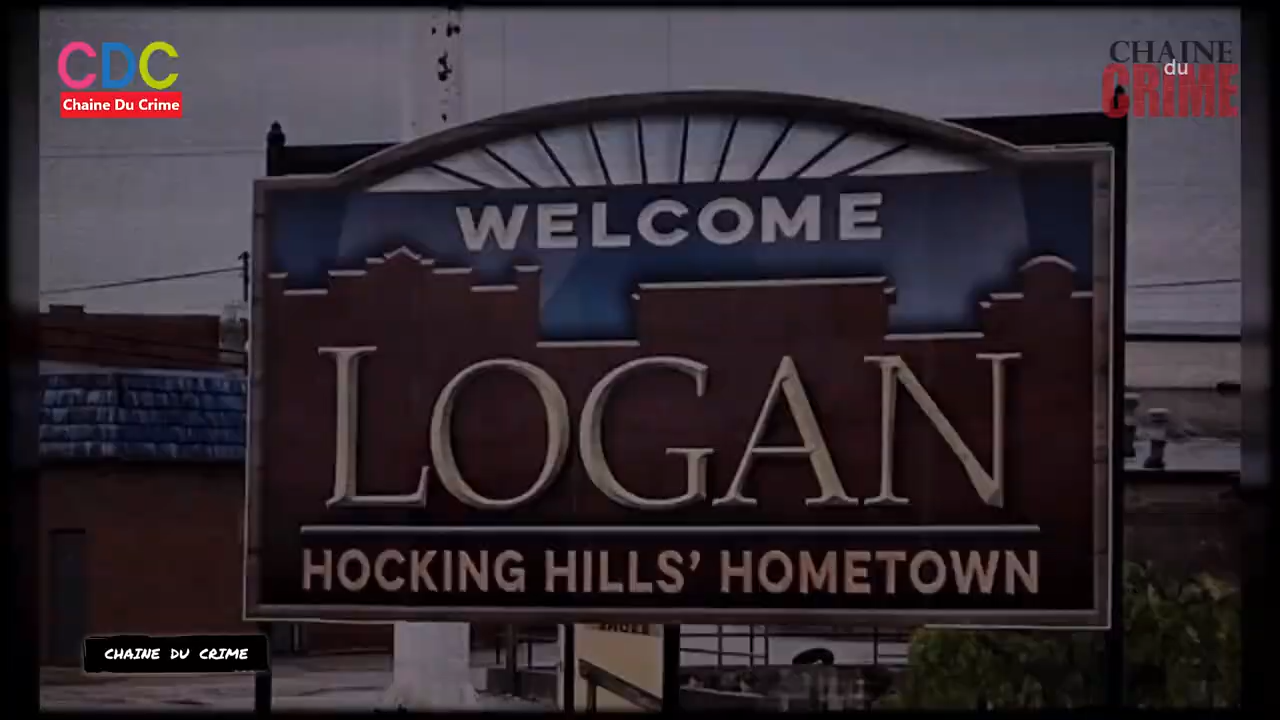 CDC
Chaine Du Crime
CHAINE
du
CRIME
WELCOME
LOGAN
HOCKING HILLS' HOMETOWN
CHAINE DU CRIME